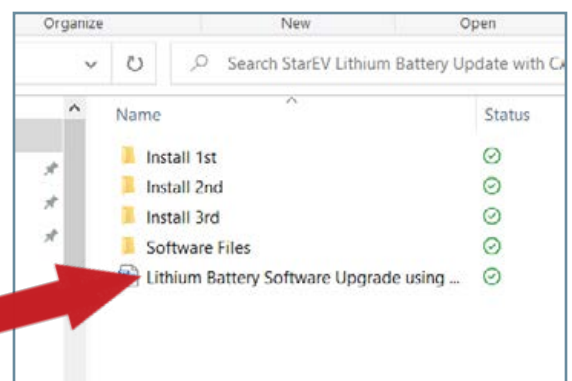 Organize New Open
Search StarEV Lithium Battery Update with CA
Name Status
Install 1st
Install 2nd
Install 3rd
Software Files
Lithium Battery Software Upgrade using ...